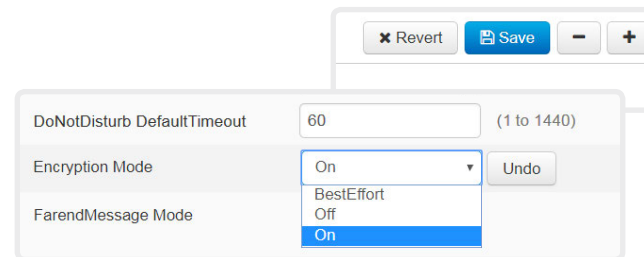 Revert Save
DoNotDisturb DefaultTimeout 60 (1 to 1440)
Encryption Mode On Undo
BestEffort
FarendMessage Mode Off
On